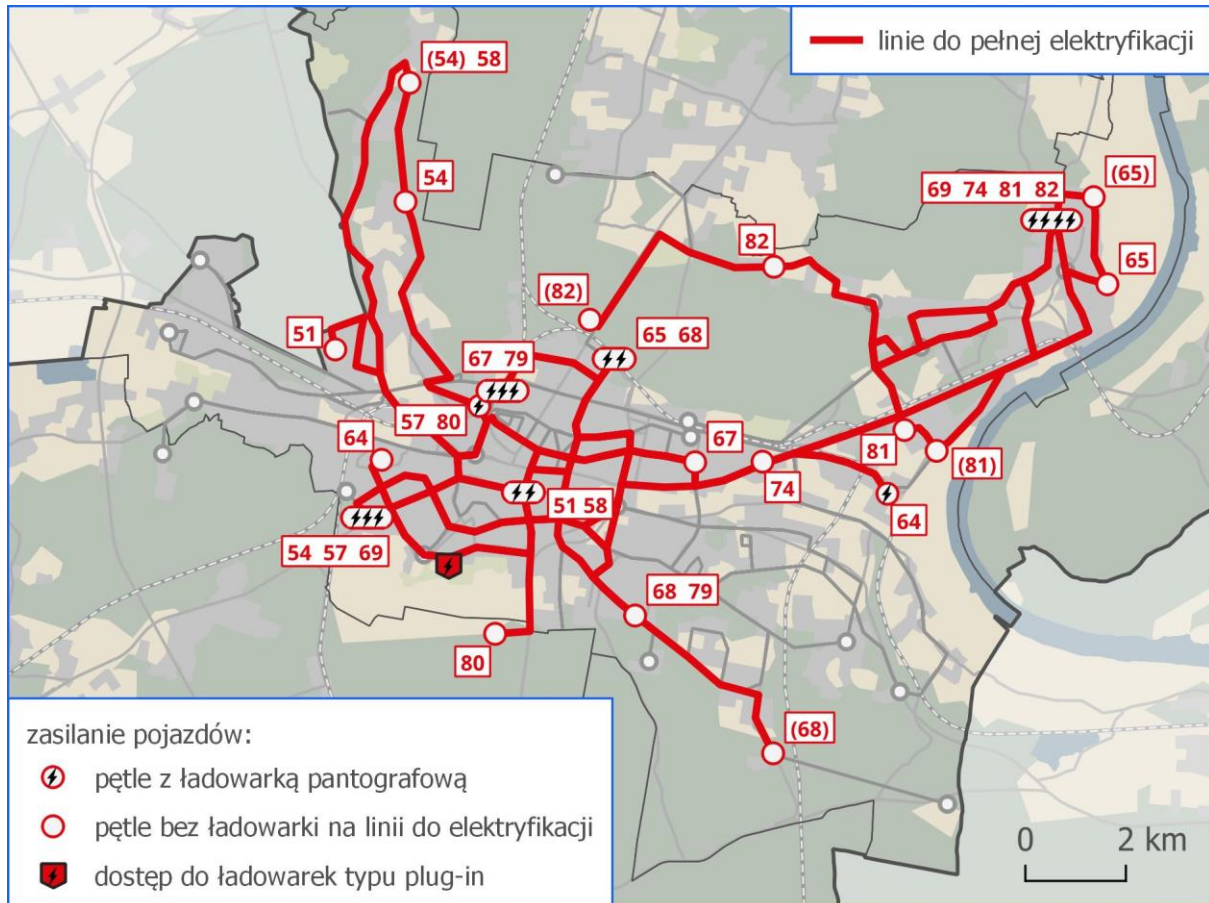 linie do pełnej elektryfikacji
(54) 58
54
69 74 81 82
(65)
65
82
(82)
51
65 68
67 79
57 80
64
67
81
(81)
74
51 58
64
54 57 69
68 79
80
(68)
zasilanie pojazdów:
pętle z ładowarką pantografową
pętle bez ładowarki na linii do elektryfikacji
dostęp do ładowarek typu plug-in
0 2 km